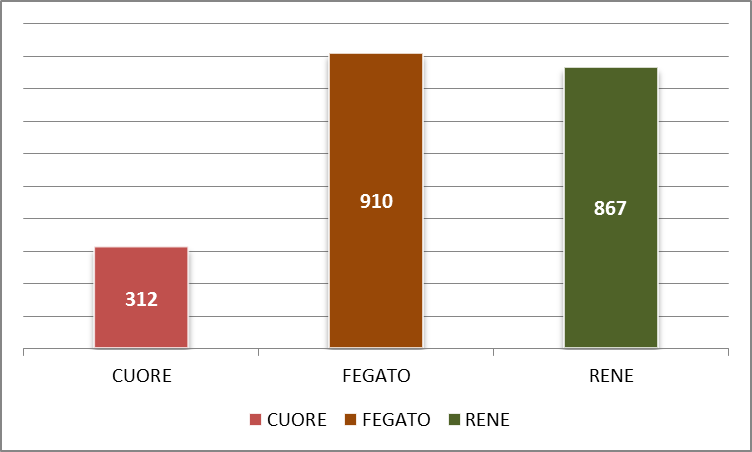 910
867
312
CUORE FEGATO RENE
CUORE FEGATO RENE